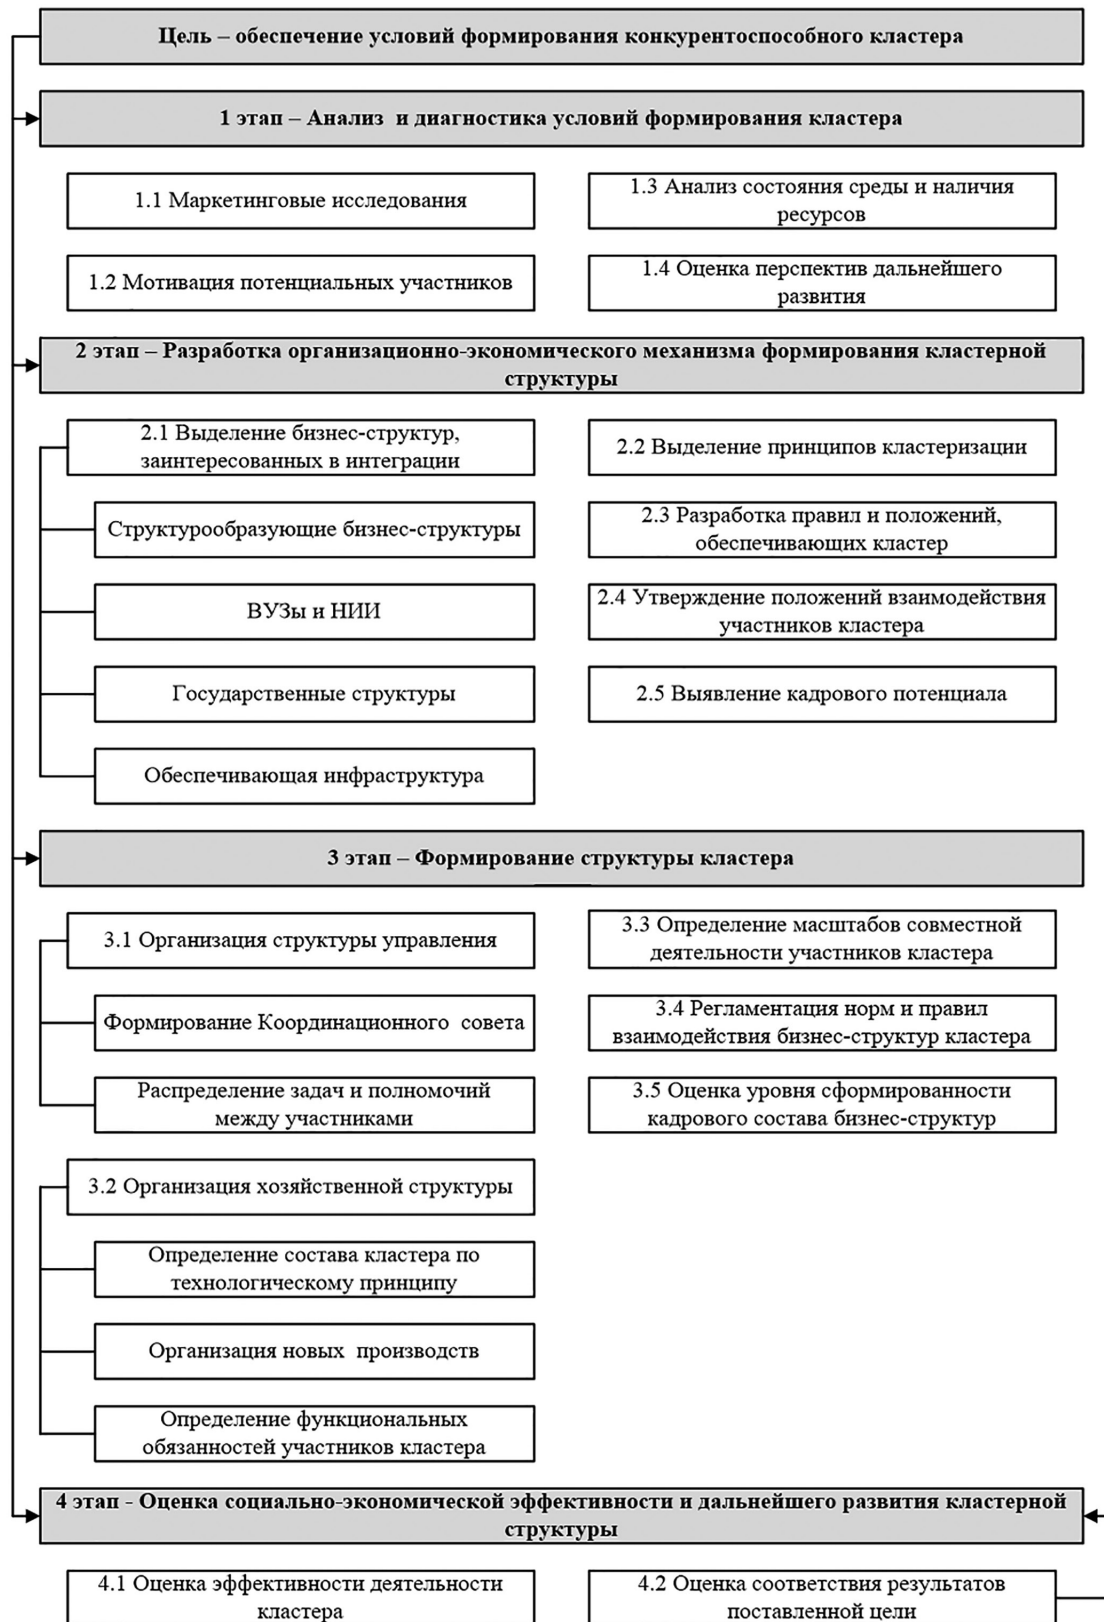 Цель – обеспечение условий формирования конкурентоспособного кластера
1 этап – Анализ и диагностика условий формирования кластера
1.1 Маркетинговые исследования
1.3 Анализ состояния среды и наличия
ресурсов
1.2 Мотивация потенциальных участников
1.4 Оценка перспектив дальнейшего
развития
2 этап – Разработка организационно-экономического механизма формирования кластерной
структуры
2.1 Выделение бизнес-структур,
заинтересованных в интеграции
2.2 Выделение принципов кластеризации
Структурообразующие бизнес-структуры
2.3 Разработка правил и положений,
обеспечивающих кластер
ВУЗы и НИИ
2.4 Утверждение положений взаимодействия
участников кластера
Государственные структуры
2.5 Выявление кадрового потенциала
Обеспечивающая инфраструктура
3 этап – Формирование структуры кластера
3.1 Организация структуры управления
3.3 Определение масштабов совместной
деятельности участников кластера
Формирование Координационного совета
3.4 Регламентация норм и правил
взаимодействия бизнес-структур кластера
Распределение задач и полномочий
между участниками
3.5 Оценка уровня сформированности
кадрового состава бизнес-структур
3.2 Организация хозяйственной структуры
Определение состава кластера по
технологическому принципу
Организация новых производств
Определение функциональных
обязанностей участников кластера
4 этап - Оценка социально-экономической эффективности и дальнейшего развития кластерной
структуры
4.1 Оценка эффективности деятельности
кластера
4.2 Оценка соответствия результатов
поставленной цели